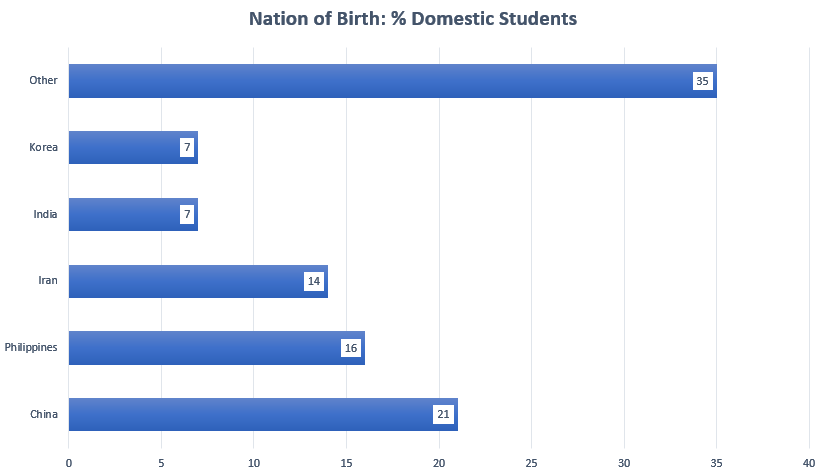 Nation of Birth: % Domestic Students
Other 35
Korea 7
India 7
Iran 14
Philippines 16
China 21
0 5 10 15 20 25 30 35 40